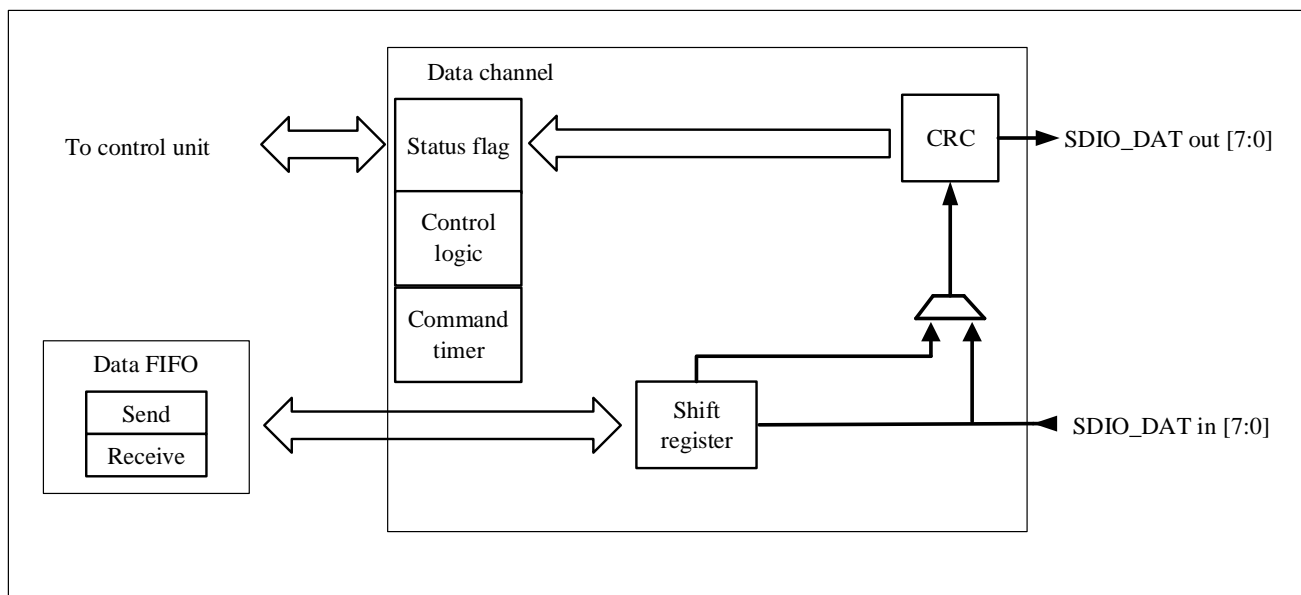 Data channel
To control unit
Status flag
CRC
SDIO_DAT out [7:0]
Control
logic
Command
timer
Data FIFO
Send
Receive
Shift
register
SDIO_DAT in [7:0]